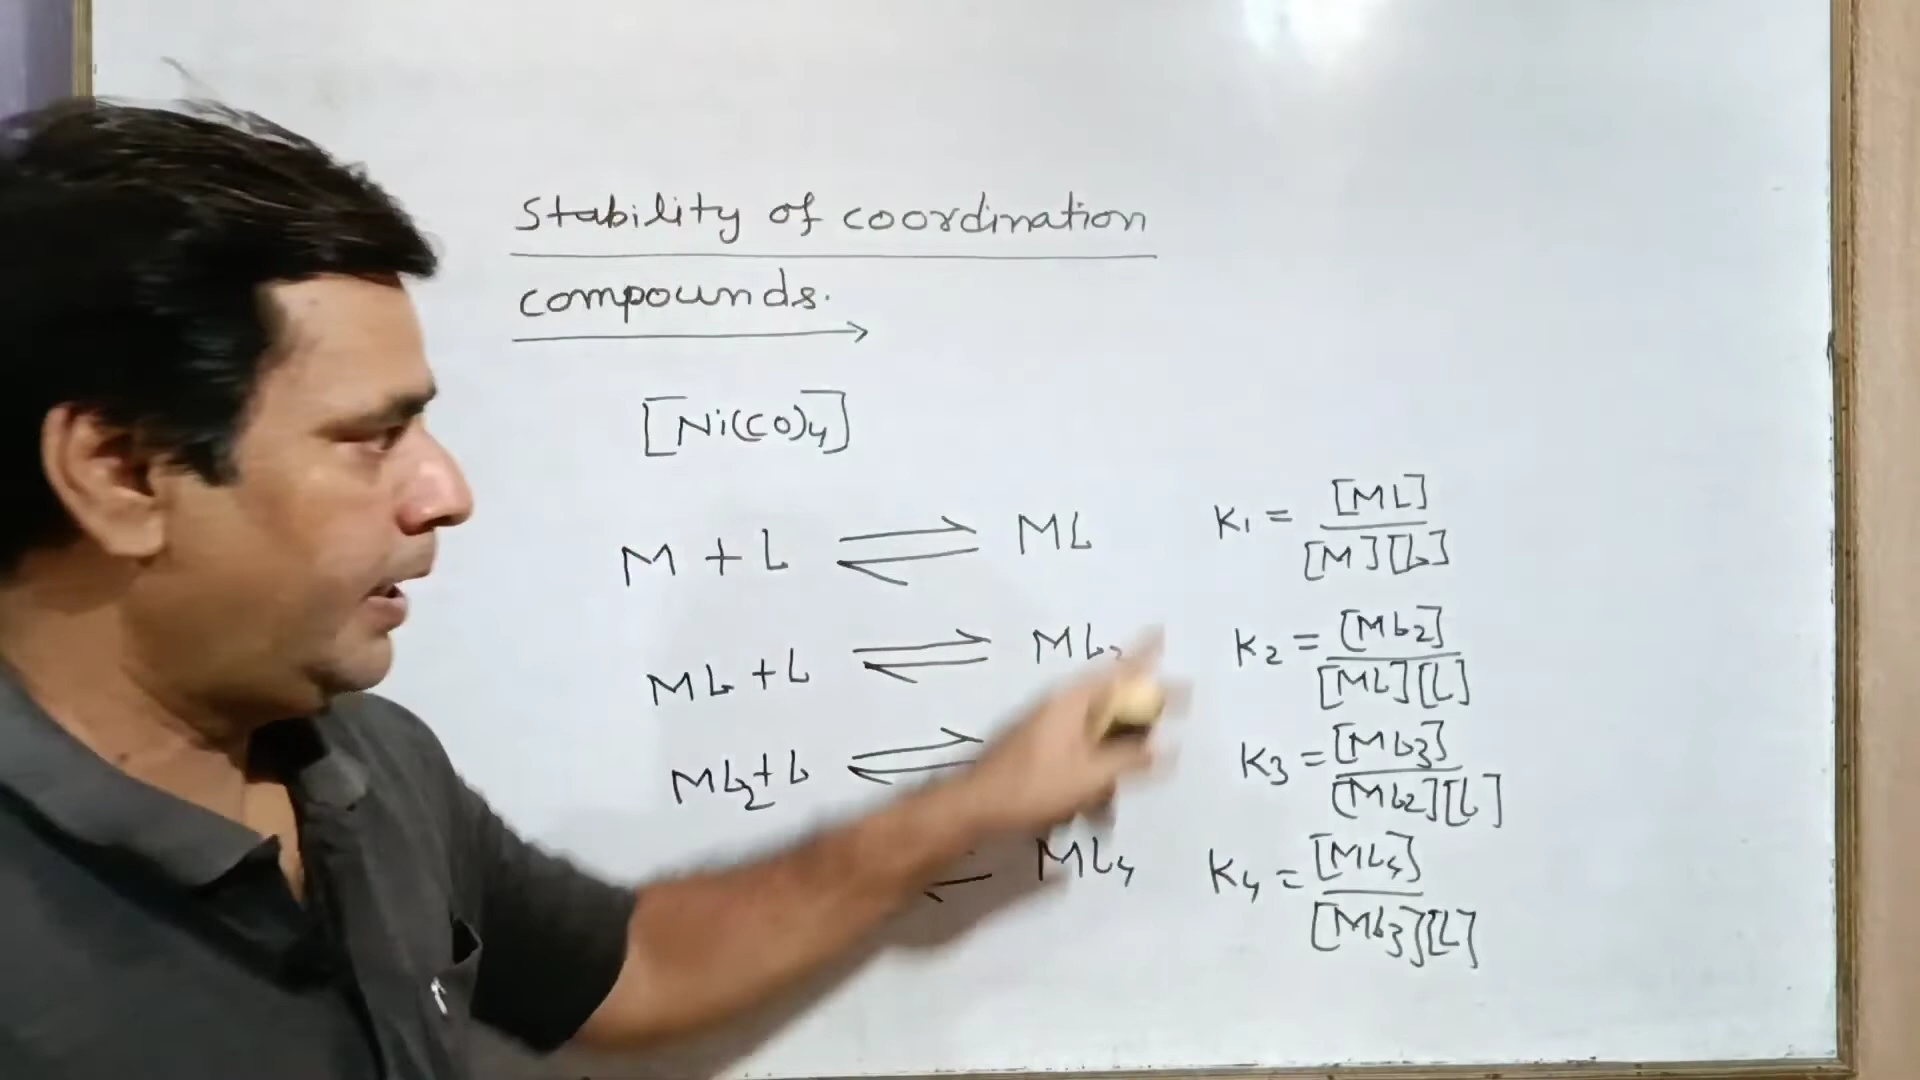 Stability of coordination
compounds.
[Ni(CO)4]
M + L ⇌ ML K1 = [ML] / [M][L]
ML + L ⇌ ML2 K2 = [ML2] / [ML][L]
ML2 + L ⇌ K3 = [ML3] / [ML2][L]
ML4 K4 = [ML4] / [ML3][L]